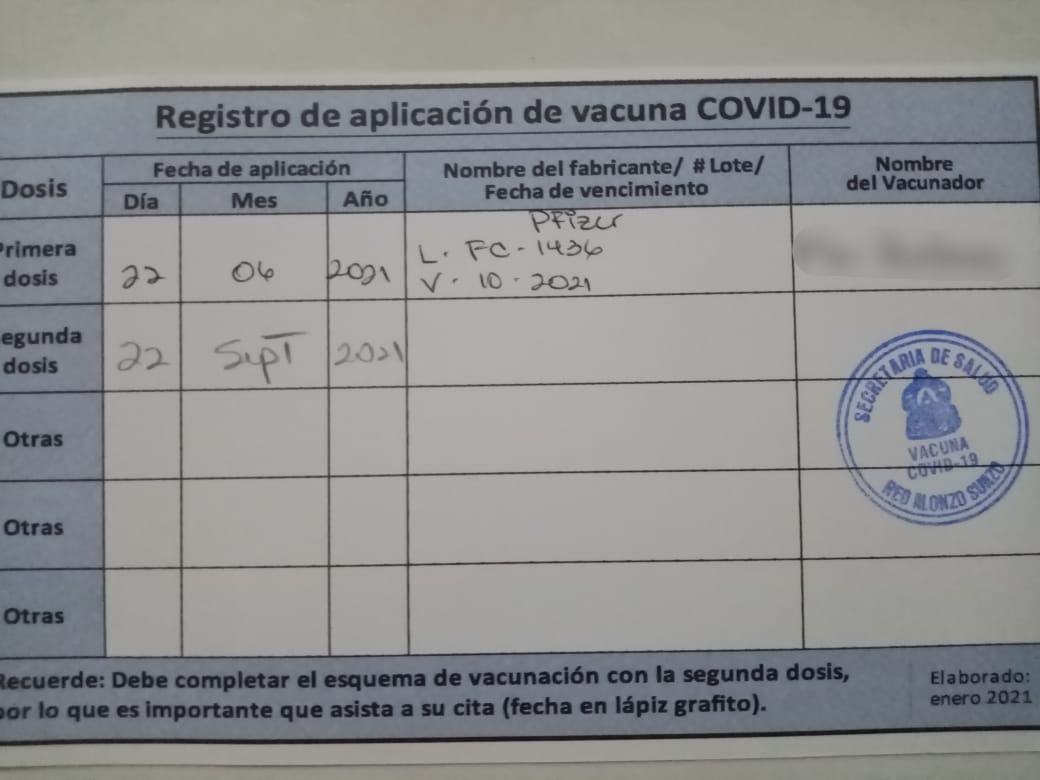 Registro de aplicación de vacuna COVID-19
Dosis
Fecha de aplicación
Día Mes Año
Nombre del fabricante/ # Lote/
Fecha de vencimiento
Nombre
del Vacunador
Primera
dosis
22 06 2021
Pfizer
L. FC - 1436
V - 10 - 2021
egunda
dosis
22 Sept 2021
Otras
Otras
Otras
SECRETARIA DE SALUD
VACUNA
COVID-19
RED ALONZO SUAZO
Recuerde: Debe completar el esquema de vacunación con la segunda dosis,
por lo que es importante que asista a su cita (fecha en lápiz grafito).
Elaborado:
enero 2021